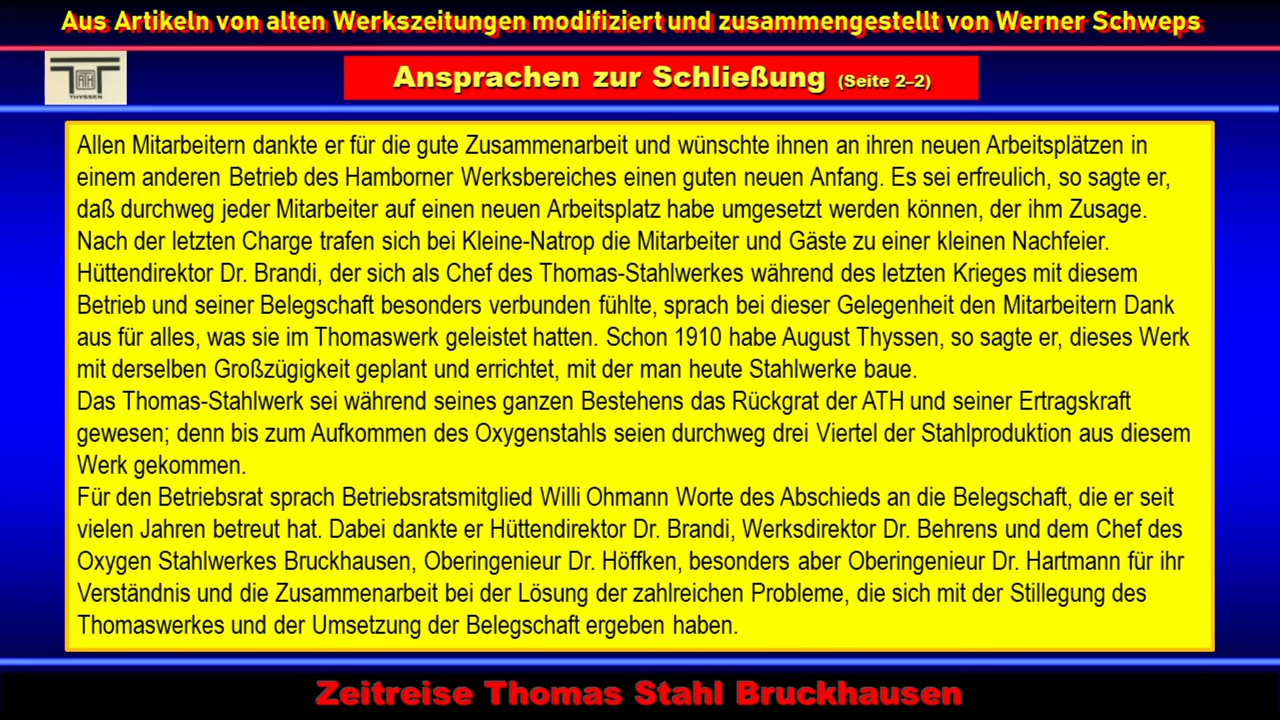 Aus Artikeln von alten Werkszeitungen modifiziert und zusammengestellt von Werner Schweps
ATH
THYSSEN
Ansprachen zur Schließung (Seite 2–2)
Allen Mitarbeitern dankte er für die gute Zusammenarbeit und wünschte ihnen an ihren neuen Arbeitsplätzen in
einem anderen Betrieb des Hamborner Werksbereiches einen guten neuen Anfang. Es sei erfreulich, so sagte er,
daß durchweg jeder Mitarbeiter auf einen neuen Arbeitsplatz habe umgesetzt werden können, der ihm Zusage.
Nach der letzten Charge trafen sich bei Kleine-Natrop die Mitarbeiter und Gäste zu einer kleinen Nachfeier.
Hüttendirektor Dr. Brandi, der sich als Chef des Thomas-Stahlwerkes während des letzten Krieges mit diesem
Betrieb und seiner Belegschaft besonders verbunden fühlte, sprach bei dieser Gelegenheit den Mitarbeitern Dank
aus für alles, was sie im Thomaswerk geleistet hatten. Schon 1910 habe August Thyssen, so sagte er, dieses Werk
mit derselben Großzügigkeit geplant und errichtet, mit der man heute Stahlwerke baue.
Das Thomas-Stahlwerk sei während seines ganzen Bestehens das Rückgrat der ATH und seiner Ertragskraft
gewesen; denn bis zum Aufkommen des Oxygenstahls seien durchweg drei Viertel der Stahlproduktion aus diesem
Werk gekommen.
Für den Betriebsrat sprach Betriebsratsmitglied Willi Ohmann Worte des Abschieds an die Belegschaft, die er seit
vielen Jahren betreut hat. Dabei dankte er Hüttendirektor Dr. Brandi, Werksdirektor Dr. Behrens und dem Chef des
Oxygen Stahlwerkes Bruckhausen, Oberingenieur Dr. Höffken, besonders aber Oberingenieur Dr. Hartmann für ihr
Verständnis und die Zusammenarbeit bei der Lösung der zahlreichen Probleme, die sich mit der Stillegung des
Thomaswerkes und der Umsetzung der Belegschaft ergeben haben.
Zeitreise Thomas Stahl Bruckhausen